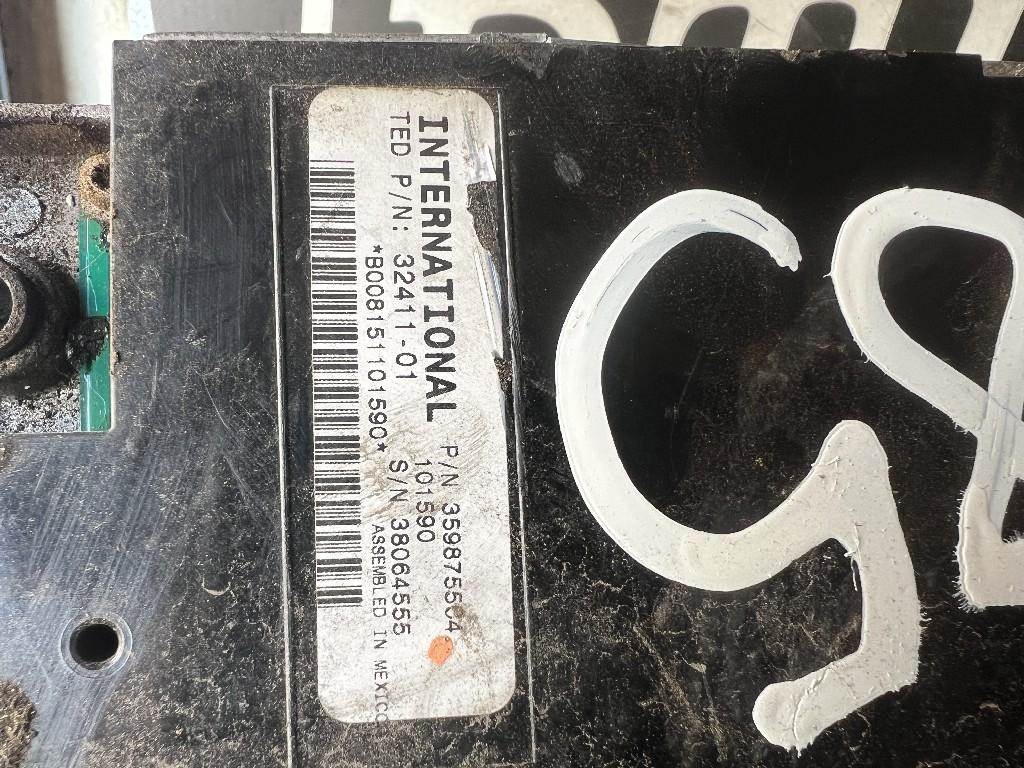 INTERNATIONAL P/N 3598755C4
TED P/N: 32411-01 101590
*B008151101590* S/N 38064555
ASSEMBLED IN MEXICO